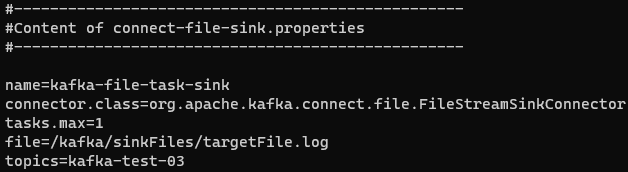 #--------------------------------------------------
#Content of connect-file-sink.properties
#--------------------------------------------------
name=kafka-file-task-sink
connector.class=org.apache.kafka.connect.file.FileStreamSinkConnector
tasks.max=1
file=/kafka/sinkFiles/targetFile.log
topics=kafka-test-03